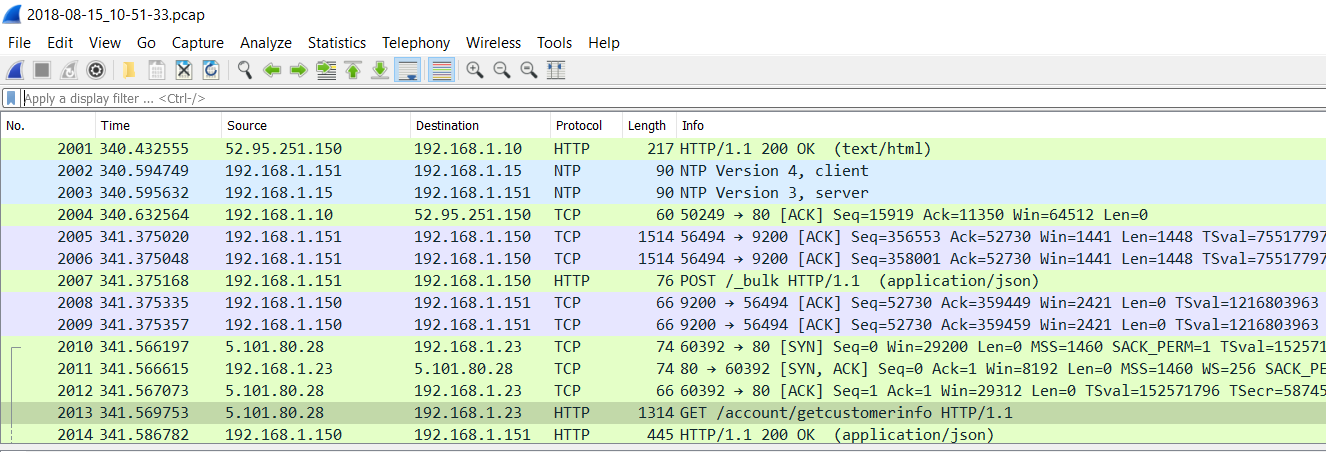 2018-08-15_10-51-33.pcap
File Edit View Go Capture Analyze Statistics Telephony Wireless Tools Help
Apply a display filter ... <Ctrl-/>
No. Time Source Destination Protocol Length Info
2001 340.432555 52.95.251.150 192.168.1.10 HTTP 217 HTTP/1.1 200 OK (text/html)
2002 340.594749 192.168.1.151 192.168.1.15 NTP 90 NTP Version 4, client
2003 340.595632 192.168.1.15 192.168.1.151 NTP 90 NTP Version 3, server
2004 340.632564 192.168.1.10 52.95.251.150 TCP 60 50249 → 80 [ACK] Seq=15919 Ack=11350 Win=64512 Len=0
2005 341.375020 192.168.1.151 192.168.1.150 TCP 1514 56494 → 9200 [ACK] Seq=356553 Ack=52730 Win=1441 Len=1448 TSval=75517797
2006 341.375048 192.168.1.151 192.168.1.150 TCP 1514 56494 → 9200 [ACK] Seq=358001 Ack=52730 Win=1441 Len=1448 TSval=75517797
2007 341.375168 192.168.1.151 192.168.1.150 HTTP 76 POST /_bulk HTTP/1.1 (application/json)
2008 341.375335 192.168.1.150 192.168.1.151 TCP 66 9200 → 56494 [ACK] Seq=52730 Ack=359449 Win=2421 Len=0 TSval=1216803963
2009 341.375357 192.168.1.150 192.168.1.151 TCP 66 9200 → 56494 [ACK] Seq=52730 Ack=359459 Win=2421 Len=0 TSval=1216803963
2010 341.566197 5.101.80.28 192.168.1.23 TCP 74 60392 → 80 [SYN] Seq=0 Win=29200 Len=0 MSS=1460 SACK_PERM=1 TSval=152571
2011 341.566615 192.168.1.23 5.101.80.28 TCP 74 80 → 60392 [SYN, ACK] Seq=0 Ack=1 Win=8192 Len=0 MSS=1460 WS=256 SACK_PE
2012 341.567073 5.101.80.28 192.168.1.23 TCP 66 60392 → 80 [ACK] Seq=1 Ack=1 Win=29312 Len=0 TSval=152571796 TSecr=58745
2013 341.569753 5.101.80.28 192.168.1.23 HTTP 1314 GET /account/getcustomerinfo HTTP/1.1
2014 341.586782 192.168.1.150 192.168.1.151 HTTP 445 HTTP/1.1 200 OK (application/json)